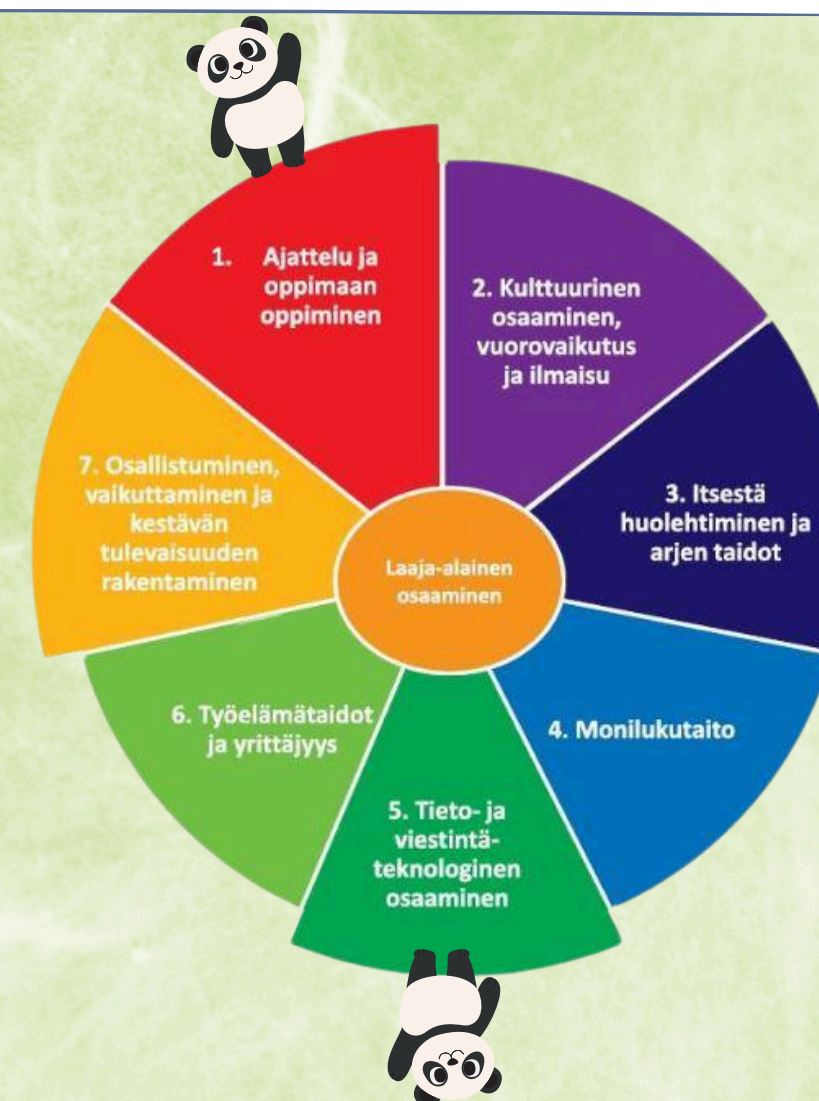 1. Ajattelu ja
oppimaan
oppiminen
2. Kulttuurinen
osaaminen,
vuorovaikutus
ja ilmaisu
3. Itsestä
huolehtiminen ja
arjen taidot
4. Monilukutaito
5. Tieto- ja
viestintä-
teknologinen
osaaminen
6. Työelämätaidot
ja yrittäjyys
7. Osallistuminen,
vaikuttaminen ja
kestävän
tulevaisuuden
rakentaminen
Laaja-alainen
osaaminen